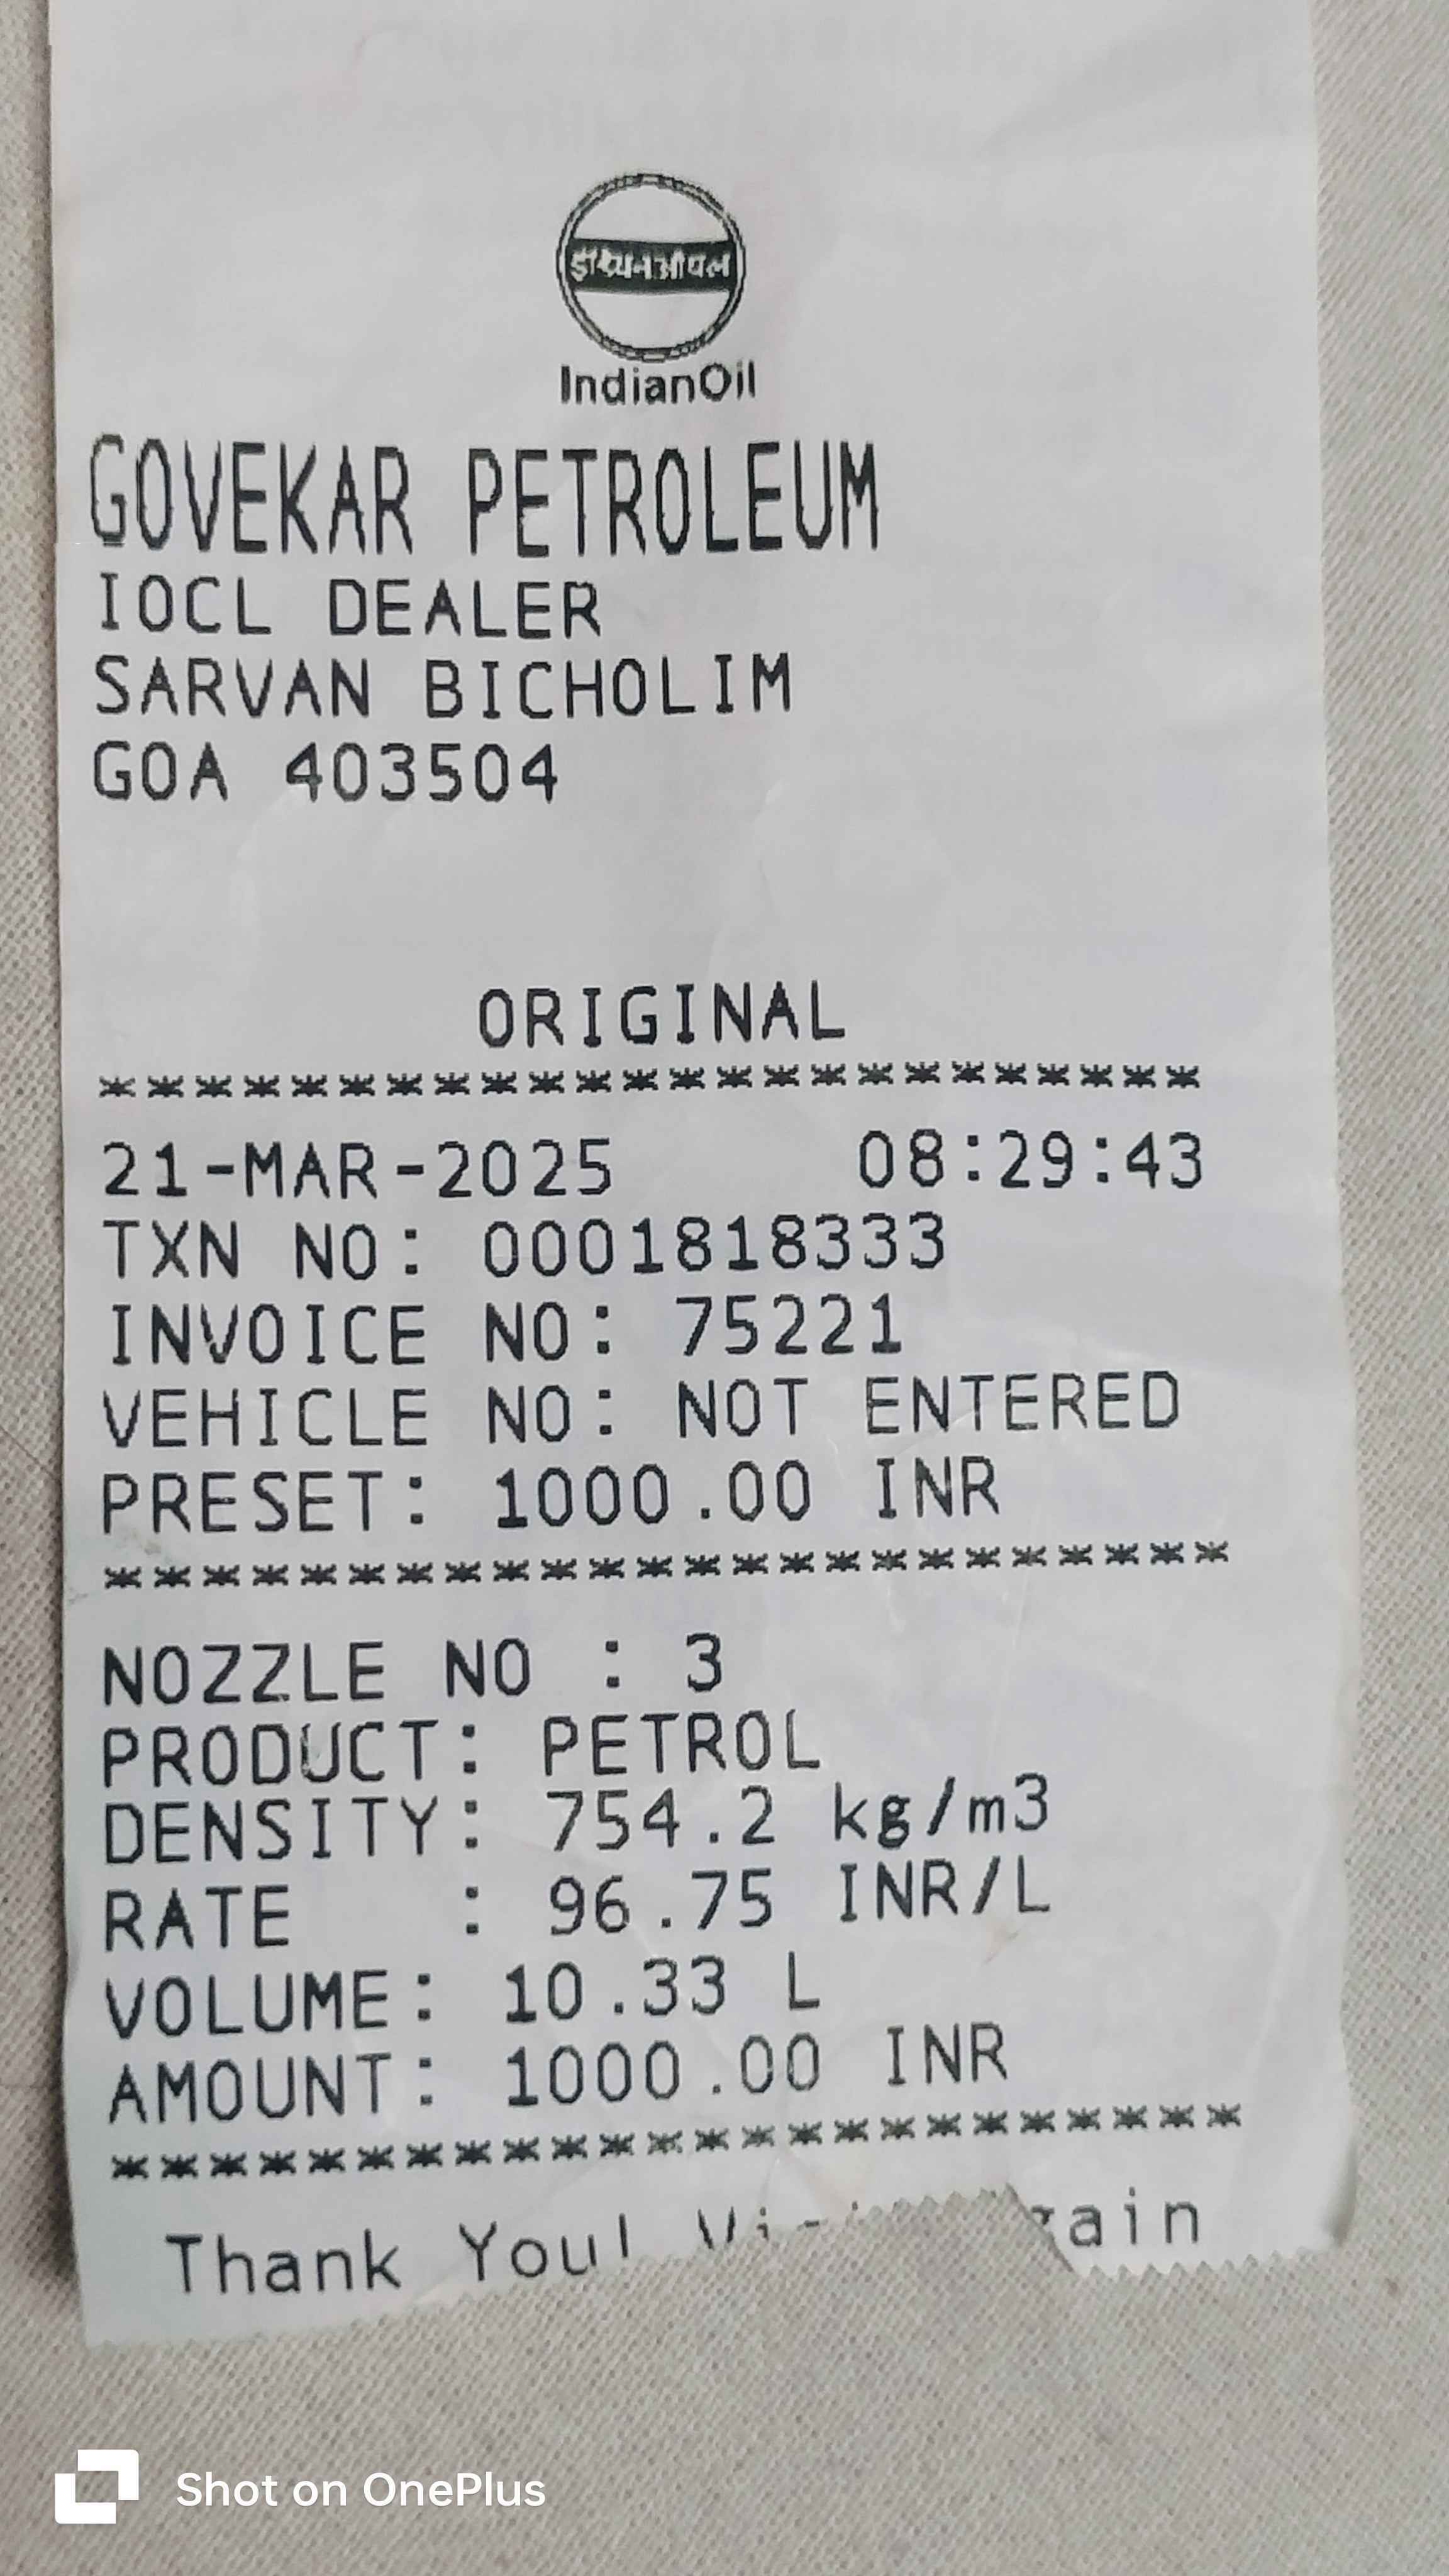 इंडियनऑयल
IndianOil
GOVEKAR PETROLEUM
IOCL DEALER
SARVAN BICHOLIM
GOA 403504
ORIGINAL
************************
21-MAR-2025 08:29:43
TXN NO: 0001818333
INVOICE NO: 75221
VEHICLE NO: NOT ENTERED
PRESET: 1000.00 INR
************************
NOZZLE NO : 3
PRODUCT: PETROL
DENSITY: 754.2 kg/m3
RATE : 96.75 INR/L
VOLUME: 10.33 L
AMOUNT: 1000.00 INR
************************
Thank You!
Shot on OnePlus